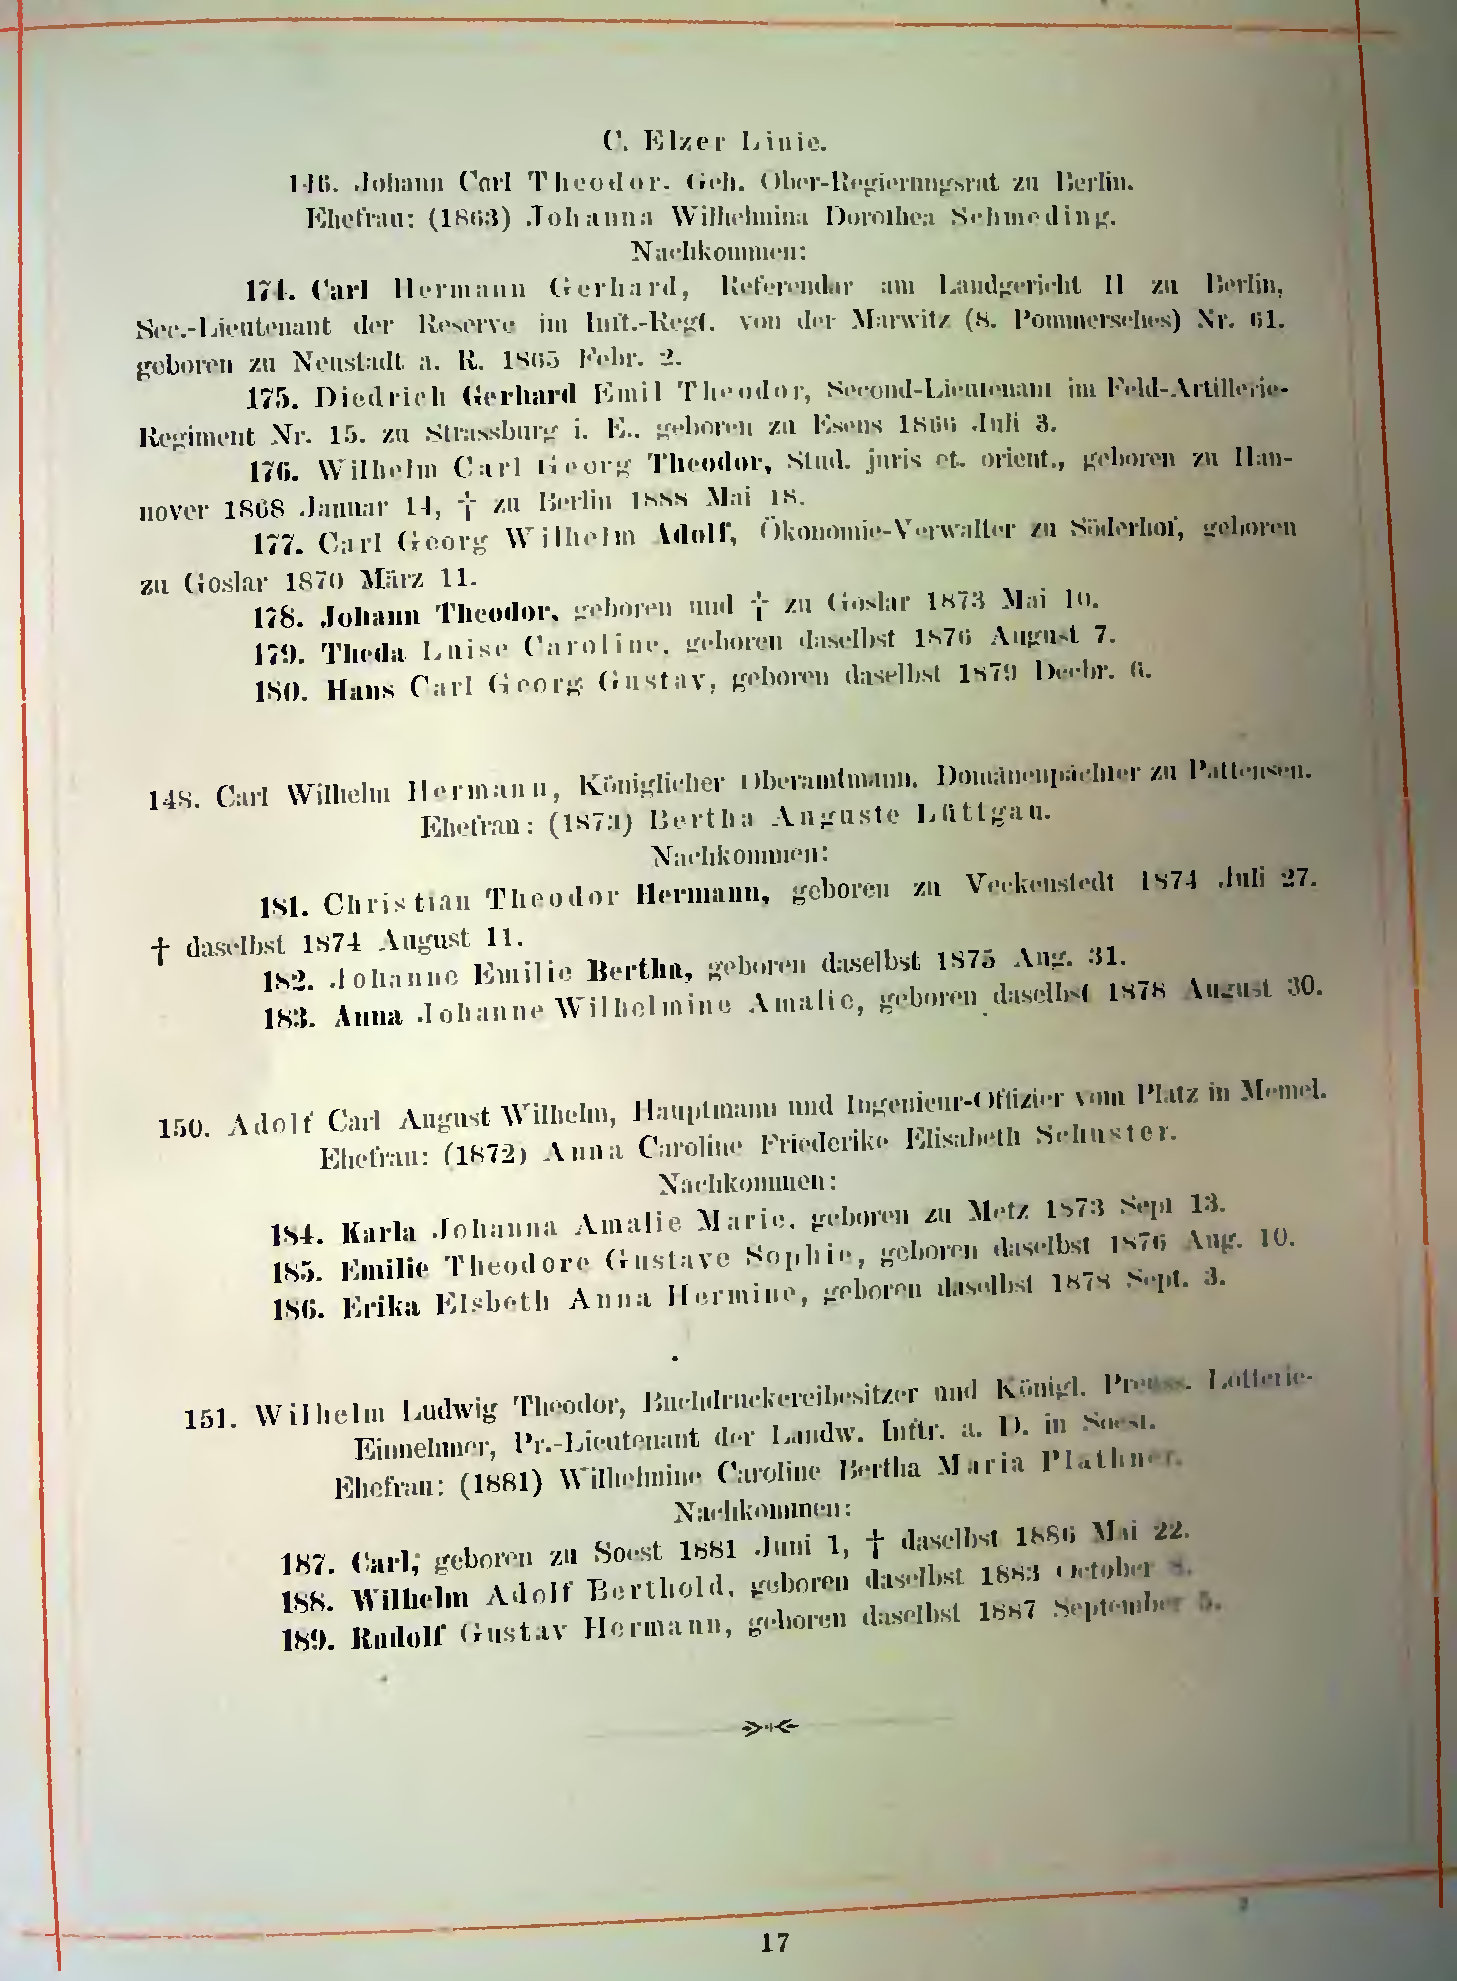 C. Elzer Linie.
146. Johann Carl Theodor. Geh. Ober-Regierungsrat zu Berlin.
Ehefrau: (1863) Johanna Wilhelmina Dorothea Schmeding.
Nachkommen:
174. Carl Hermann Gerhard, Referendar am Landgericht II zu Berlin,
Sec.-Lieutenant der Reserve im Inft.-Regt. von der Marwitz (8. Pommersches) Nr. 61.
geboren zu Neustadt a. R. 1865 Febr. 2.
175. Diedrich Gerhard Emil Theodor, Second-Lieutenant im Feld-Artillerie-
Regiment Nr. 15. zu Strassburg i. E., geboren zu Esens 1866 Juli 3.
176. Wilhelm Carl Georg Theodor, Stud. juris et. orient., geboren zu Han-
nover 1868 Januar 14, † zu Berlin 1888 Mai 18.
177. Carl Georg Wilhelm Adolf, Ökonomie-Verwalter zu Söderhof, geboren
zu Goslar 1870 März 11.
178. Johann Theodor, geboren und † zu Goslar 1873 Mai 10.
179. Theda Luise Caroline, geboren daselbst 1876 August 7.
180. Hans Carl Georg Gustav, geboren daselbst 1879 Decbr. 6.
148. Carl Wilhelm Hermann, Königlicher Oberamtmann, Domänenpächter zu Pattensen.
Ehefrau: (1873) Bertha Auguste Lüttgau.
Nachkommen:
181. Christian Theodor Hermann, geboren zu Veckenstedt 1874 Juli 27.
† daselbst 1874 August 11.
182. Johanne Emilie Bertha, geboren daselbst 1875 Aug. 31.
183. Anna Johanne Wilhelmine Amalie, geboren daselbst 1878 August 30.
150. Adolf Carl August Wilhelm, Hauptmann und Ingenieur-Offizier vom Platz in Memel.
Ehefrau: (1872) Anna Caroline Friederike Elisabeth Schuster.
Nachkommen:
184. Karla Johanna Amalie Marie, geboren zu Metz 1873 Sept 13.
185. Emilie Theodore Gustave Sophie, geboren daselbst 1876 Aug. 10.
186. Erika Elsbeth Anna Hermine, geboren daselbst 1878 Sept. 3.
151. Wilhelm Ludwig Theodor, Buchdruckereibesitzer und Königl. Preuss. Lotterie-
Einnehmer, Pr.-Lieutenant der Landw. Inftr. a. D. in Soest.
Ehefrau: (1881) Wilhelmine Caroline Bertha Maria Plathner.
Nachkommen:
187. Carl, geboren zu Soest 1881 Juni 1, † daselbst 1886 Mai 22.
188. Wilhelm Adolf Berthold, geboren daselbst 1883 October 8.
189. Rudolf Gustav Hermann, geboren daselbst 1887 September 5.
17